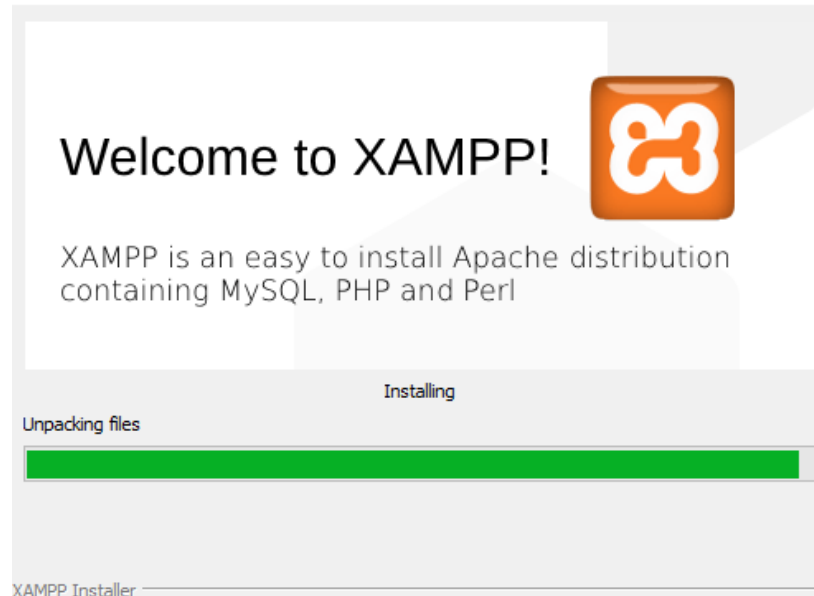 Welcome to XAMPP!
XAMPP is an easy to install Apache distribution
containing MySQL, PHP and Perl
Installing
Unpacking files
XAMPP Installer